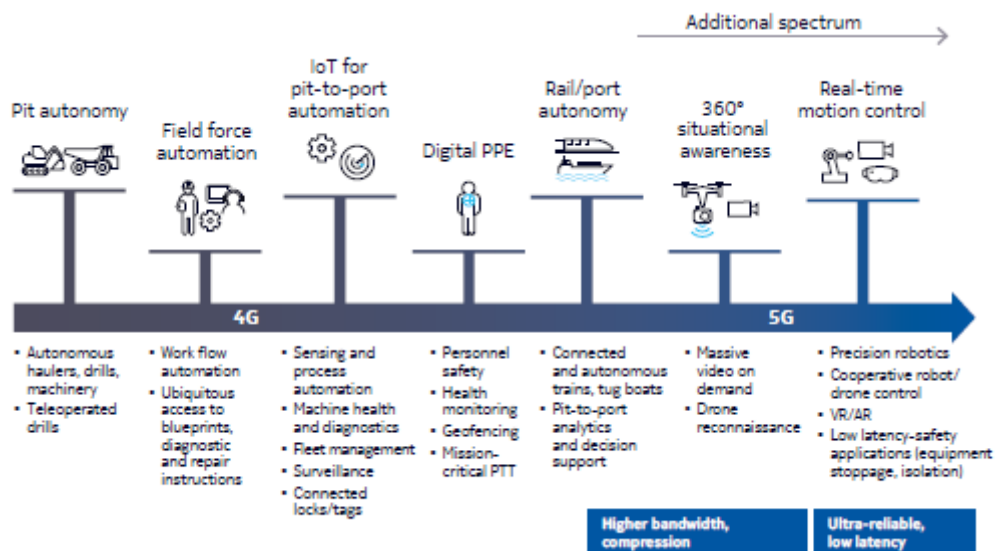 Additional spectrum
Pit autonomy
Field force
automation
IoT for
pit-to-port
automation
Digital PPE
Rail/port
autonomy
360°
situational
awareness
Real-time
motion control
4G
5G
▪ Autonomous
haulers, drills,
machinery
▪ Teleoperated
drills
▪ Work flow
automation
▪ Ubiquitous
access to
blueprints,
diagnostic
and repair
instructions
▪ Sensing and
process
automation
▪ Machine health
and diagnostics
▪ Fleet management
▪ Surveillance
▪ Connected
locks/tags
▪ Personnel
safety
▪ Health
monitoring
▪ Geofencing
▪ Mission-
critical PTT
▪ Connected
and autonomous
trains, tug boats
▪ Pit-to-port
analytics
and decision
support
▪ Massive
video on
demand
▪ Drone
reconnaissance
▪ Precision robotics
▪ Cooperative robot/
drone control
▪ VR/AR
▪ Low latency-safety
applications (equipment
stoppage, isolation)
Higher bandwidth,
compression
Ultra-reliable,
low latency